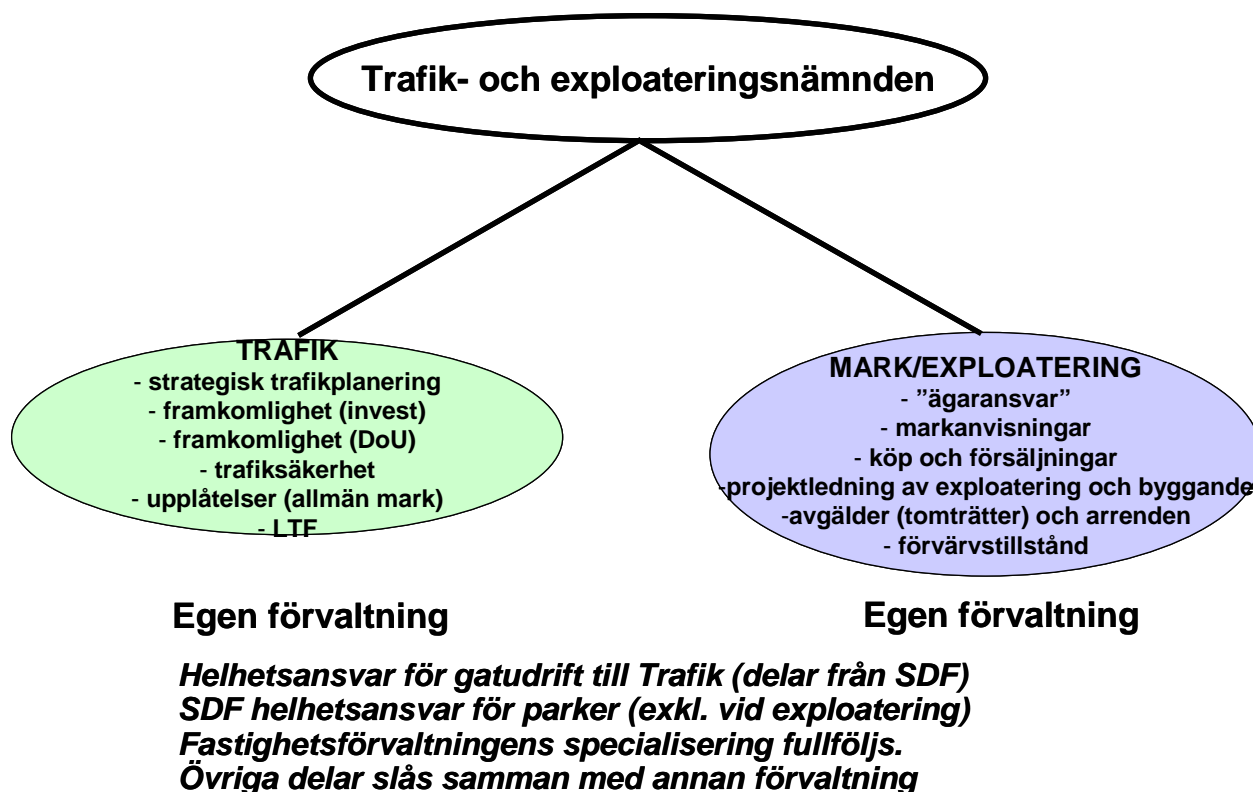 Trafik- och exploateringsnämnden
TRAFIK
- strategisk trafikplanering
- framkomlighet (invest)
- framkomlighet (DoU)
- trafiksäkerhet
- upplåtelser (allmän mark)
- LTF
MARK/EXPLOATERING
- ”ägaransvar”
- markanvisningar
- köp och försäljningar
-projektledning av exploatering och byggande
-avgälder (tomträtter) och arrenden
- förvärvstillstånd
Egen förvaltning
Egen förvaltning
Helhetsansvar för gatudrift till Trafik (delar från SDF)
SDF helhetsansvar för parker (exkl. vid exploatering)
Fastighetsförvaltningens specialisering fullföljs.
Övriga delar slås samman med annan förvaltning